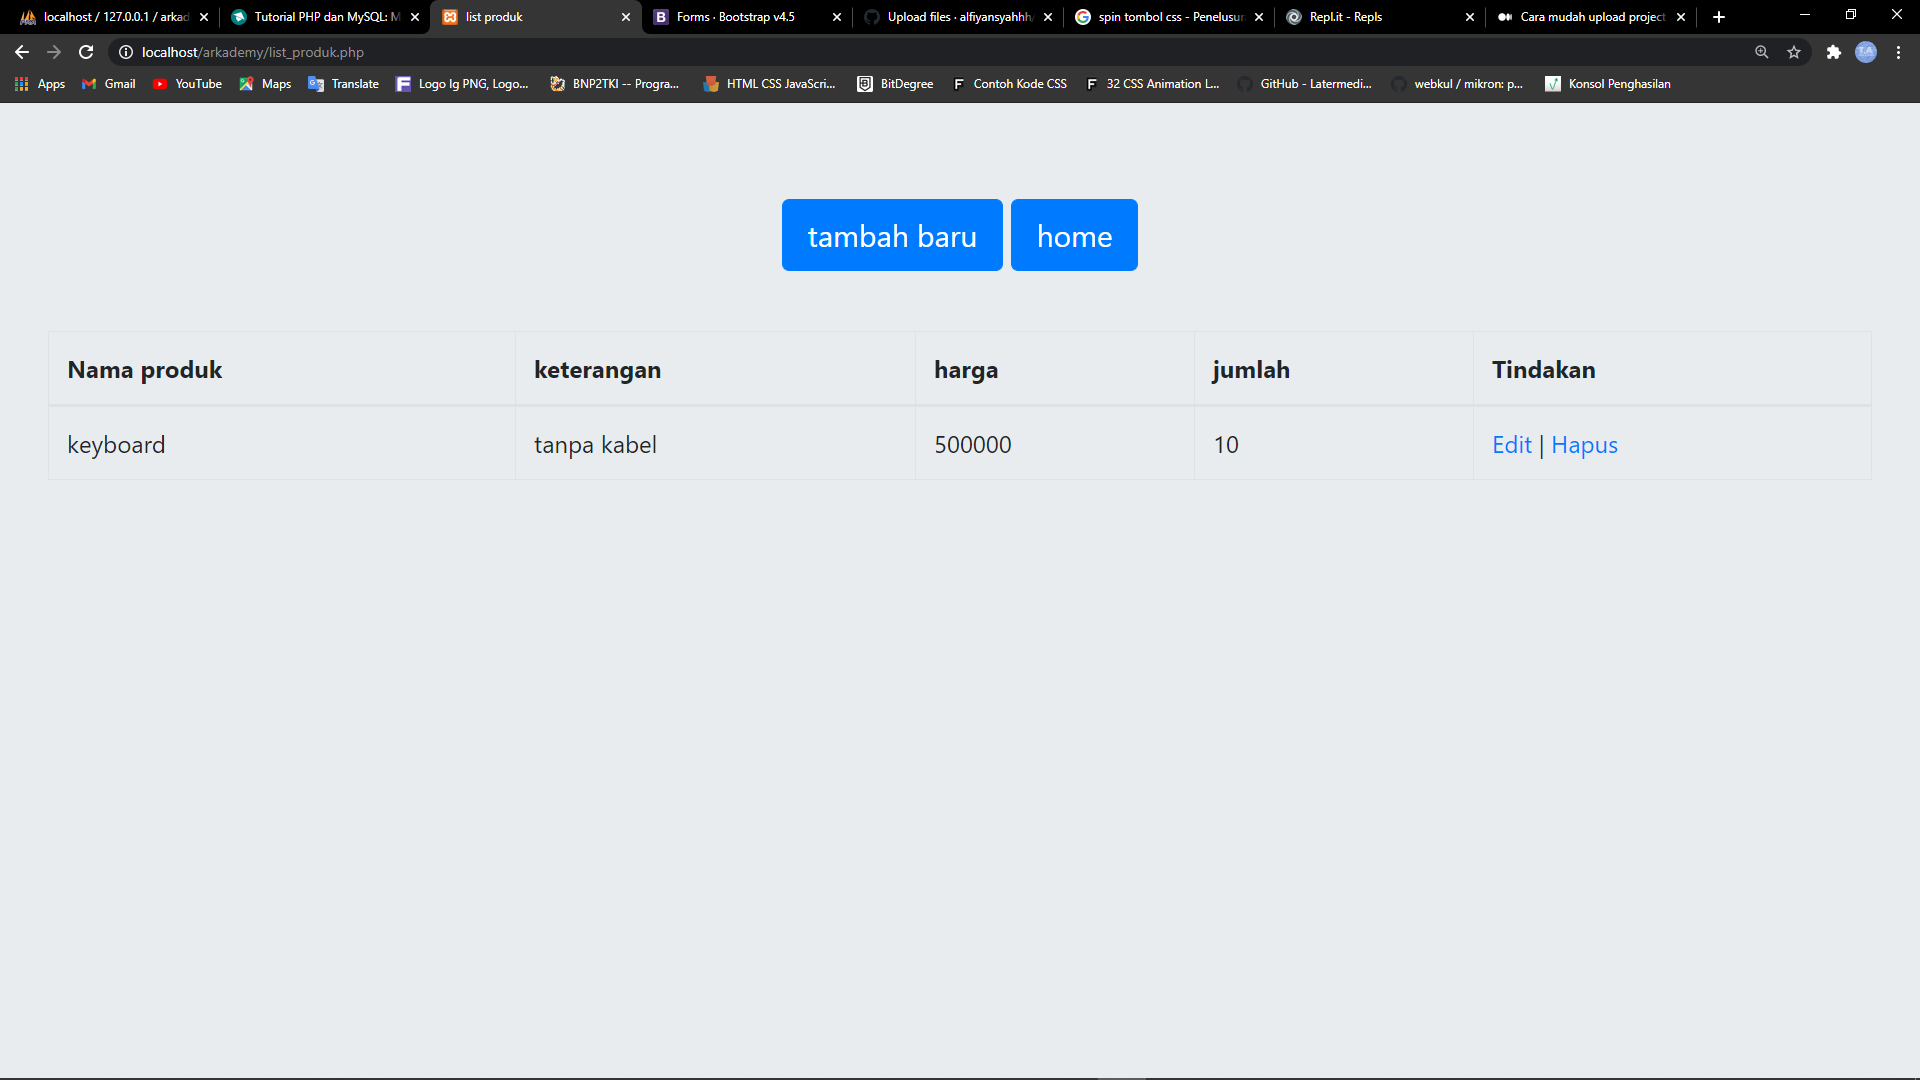 localhost / 127.0.0.1 / arkad
Tutorial PHP dan MySQL: M
list produk
Forms · Bootstrap v4.5
Upload files · alfiyansyahhh
spin tombol css - Penelusur
Repl.it - Repls
Cara mudah upload project
localhost/arkademy/list_produk.php
Apps
Gmail
YouTube
Maps
Translate
Logo Ig PNG, Logo...
BNP2TKI -- Progra...
HTML CSS JavaScri...
BitDegree
Contoh Kode CSS
32 CSS Animation L...
GitHub - Latermedi...
webkul / mikron: p...
Konsol Penghasilan
tambah baru
home
Nama produk keterangan harga jumlah Tindakan
keyboard tanpa kabel 500000 10 Edit | Hapus